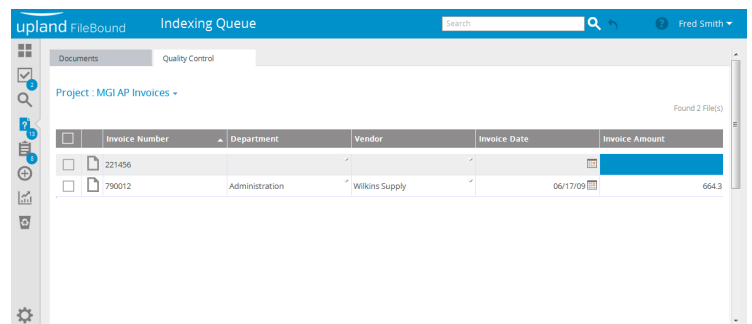 upland FileBound
Indexing Queue
Search
?
Fred Smith
Documents
Quality Control
2
Project : MGI AP Invoices
Found 2 File(s)
?
13
Invoice Number
Department
Vendor
Invoice Date
Invoice Amount
8
221456
790012
Administration
Wilkins Supply
06/17/09
664.3